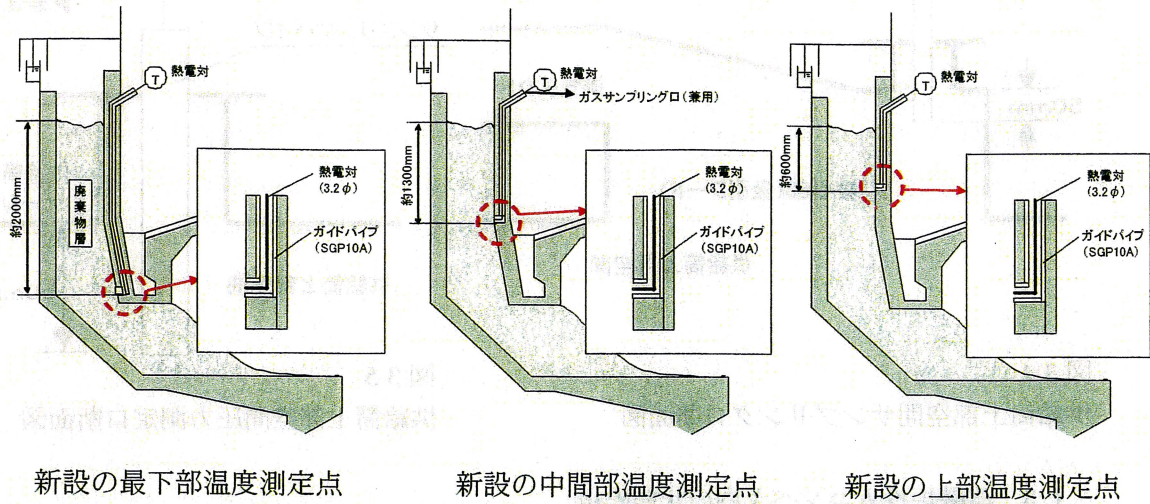 T
熱電対
約2000mm
廃棄物層
熱電対
(3.2φ)
ガイドパイプ
(SGP10A)
新設の最下部温度測定点
T
熱電対
ガスサンプリング口(兼用)
約1300mm
熱電対
(3.2φ)
ガイドパイプ
(SGP10A)
新設の中間部温度測定点
T
熱電対
約600mm
熱電対
(3.2φ)
ガイドパイプ
(SGP10A)
新設の上部温度測定点